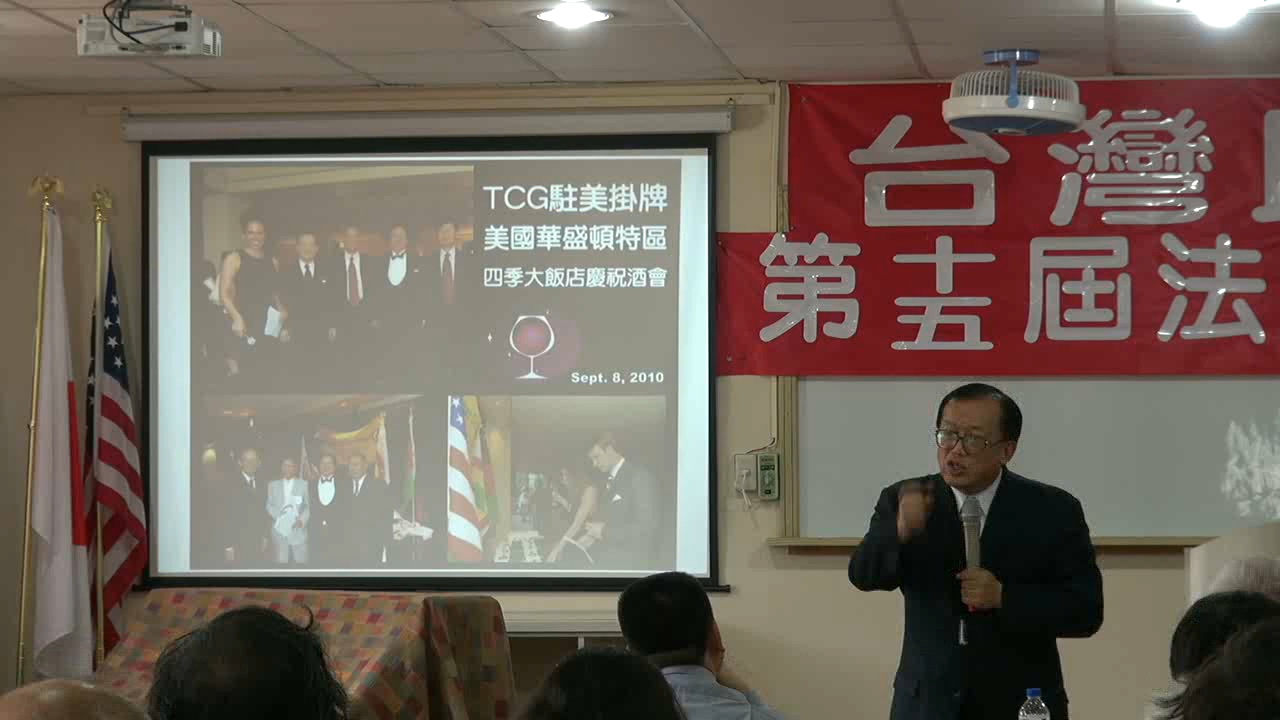 TCG駐美掛牌
美國華盛頓特區
四季大飯店慶祝酒會
Sept. 8, 2010
台灣
第十五屆法